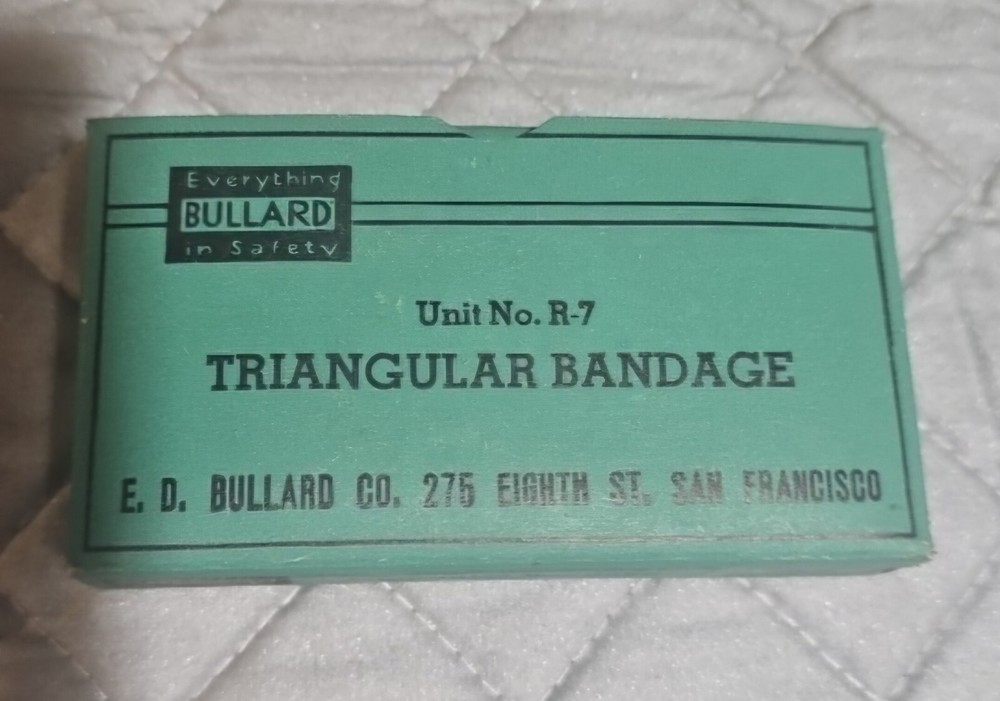 Everything
BULLARD
in Safety
Unit No. R-7
TRIANGULAR BANDAGE
E. D. BULLARD CO. 275 EIGHTH ST. SAN FRANCISCO